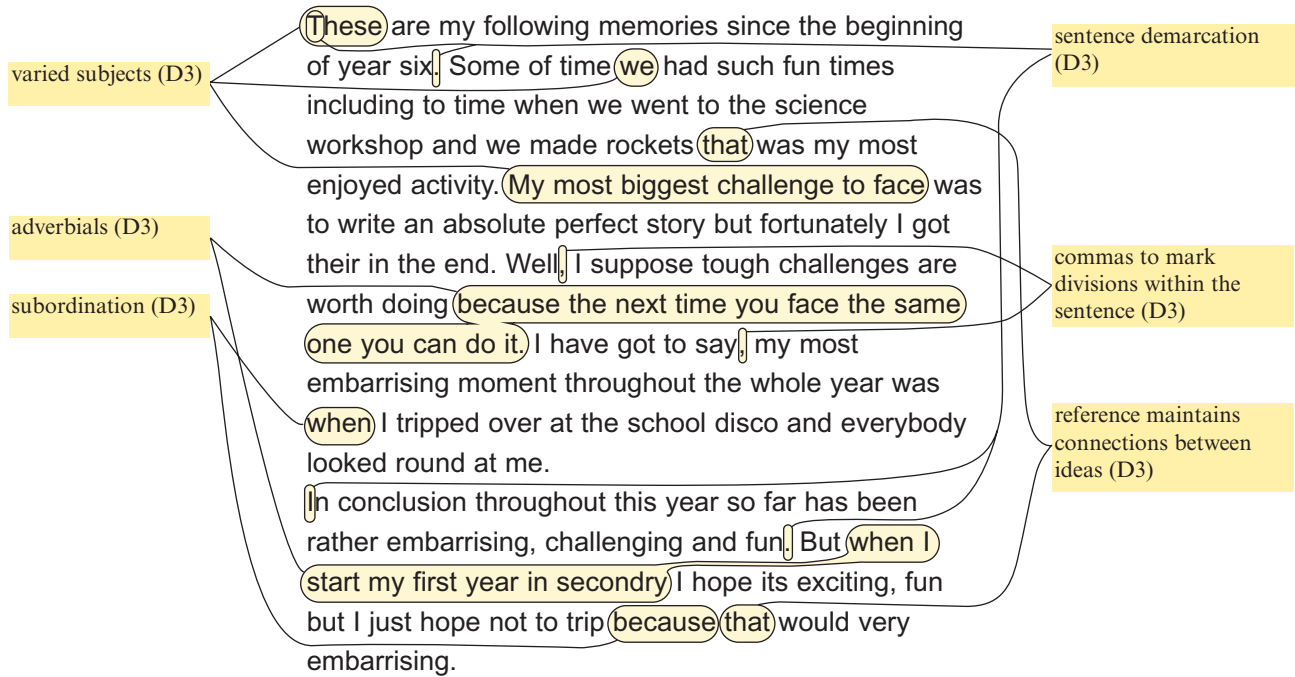 These are my following memories since the beginning
of year six. Some of time we had such fun times
including to time when we went to the science
workshop and we made rockets that was my most
enjoyed activity. My most biggest challenge to face was
to write an absolute perfect story but fortunately I got
their in the end. Well, I suppose tough challenges are
worth doing because the next time you face the same
one you can do it. I have got to say, my most
embarrising moment throughout the whole year was
when I tripped over at the school disco and everybody
looked round at me.
In conclusion throughout this year so far has been
rather embarrising, challenging and fun. But when I
start my first year in secondry I hope its exciting, fun
but I just hope not to trip because that would very
embarrising.
varied subjects (D3)
adverbials (D3)
subordination (D3)
sentence demarcation
(D3)
commas to mark
divisions within the
sentence (D3)
reference maintains
connections between
ideas (D3)